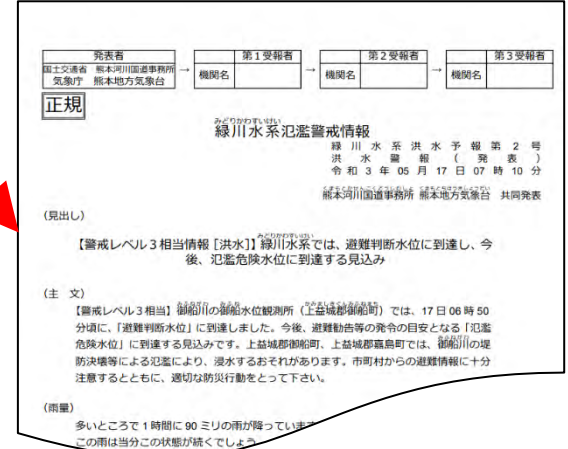 発表者 第1受報者 第2受報者 第3受報者
国土交通省 熊本河川国道事務所 → 機関名 → 機関名 → 機関名
気象庁 熊本地方気象台
正規
みどりかわすいけい
緑川水系氾濫警戒情報
緑川水系洪水予報第2号
洪水警報(発表)
令和3年05月17日07時10分
熊本河川国道事務所 熊本地方気象台 共同発表
(見出し)
【警戒レベル3相当情報[洪水]】緑川水系では、避難判断水位に到達し、今
後、氾濫危険水位に到達する見込み
(主 文)
【警戒レベル3相当】御船川の御船水位観測所(上益城郡御船町)では、17日06時50
分頃に、「避難判断水位」に到達しました。今後、避難勧告等の発令の目安となる「氾濫
危険水位」に到達する見込みです。上益城郡御船町、上益城郡嘉島町では、御船川の堤
防決壊等による氾濫により、浸水するおそれがあります。市町村からの避難情報に十分
注意するとともに、適切な防災行動をとって下さい。
(雨量)
多いところで1時間に90ミリの雨が降っています
この雨は当分この状態が続くでしょう